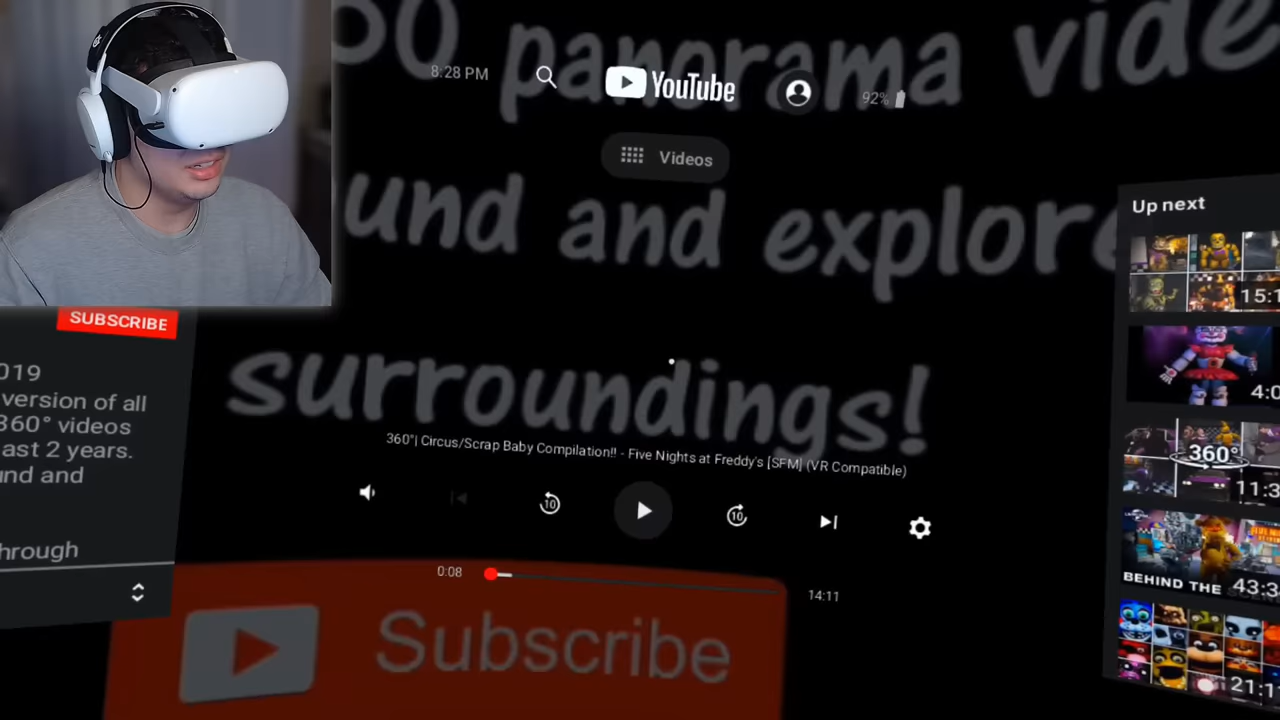 panorama vide
8:28 PM
YouTube
92%
Videos
und and explore
surroundings!
Up next
15:1
4:0
360°
11:3
BEHIND THE
43:3
21:1
SUBSCRIBE
019
version of all
360° videos
ast 2 years.
und and
hrough
360°| Circus/Scrap Baby Compilation!! - Five Nights at Freddy's [SFM] (VR Compatible)
10
10
0:08
14:11
Subscribe